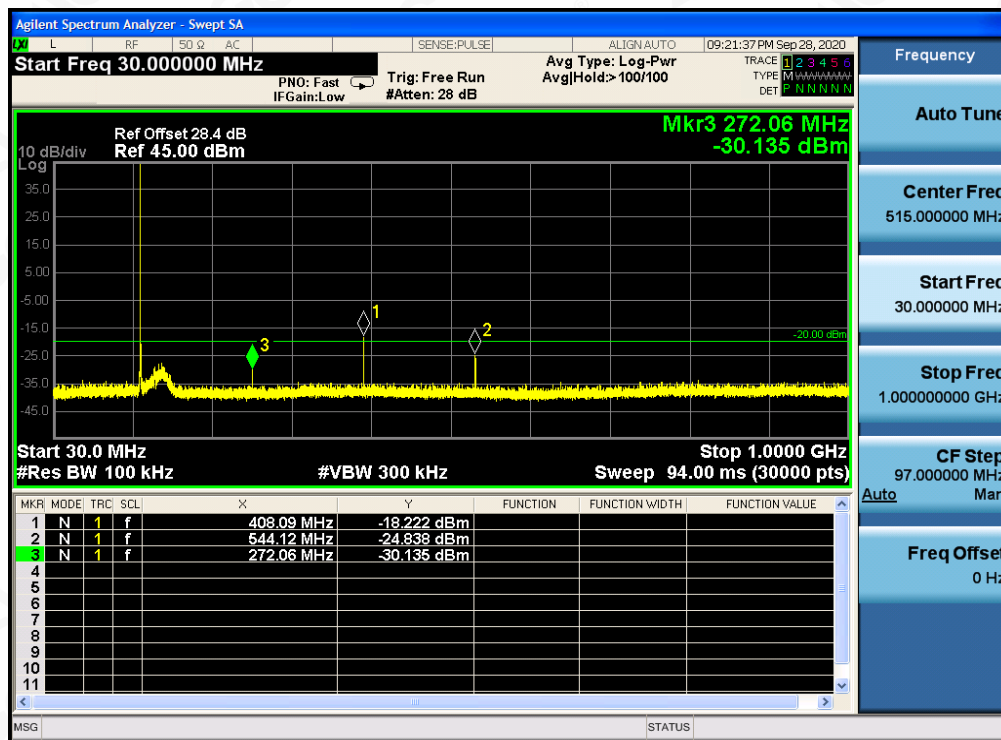 Agilent Spectrum Analyzer - Swept SA
LXI L RF 50 Ω AC SENSE:PULSE ALIGN AUTO 09:21:37 PM Sep 28, 2020
Start Freq 30.000000 MHz
PNO: Fast
IFGain:Low
Trig: Free Run
#Atten: 28 dB
Avg Type: Log-Pwr
Avg|Hold:> 100/100
TRACE 1 2 3 4 5 6
TYPE M W W W W W
DET P N N N N N
Ref Offset 28.4 dB
Ref 45.00 dBm
10 dB/div
Log
Mkr3 272.06 MHz
-30.135 dBm
35.0
25.0
15.0
5.00
-5.00
-15.0
-25.0
-35.0
-45.0
1
2
3
-20.00 dBm
Start 30.0 MHz
#Res BW 100 kHz
#VBW 300 kHz
Stop 1.0000 GHz
Sweep 94.00 ms (30000 pts)
MKR MODE TRC SCL X Y FUNCTION FUNCTION WIDTH FUNCTION VALUE
1 N 1 f 408.09 MHz -18.222 dBm
2 N 1 f 544.12 MHz -24.838 dBm
3 N 1 f 272.06 MHz -30.135 dBm
4
5
6
7
8
9
10
11
MSG
STATUS
Frequency
Auto Tune
Center Freq
515.000000 MHz
Start Freq
30.000000 MHz
Stop Freq
1.000000000 GHz
CF Step
97.000000 MHz
Auto Man
Freq Offset
0 Hz